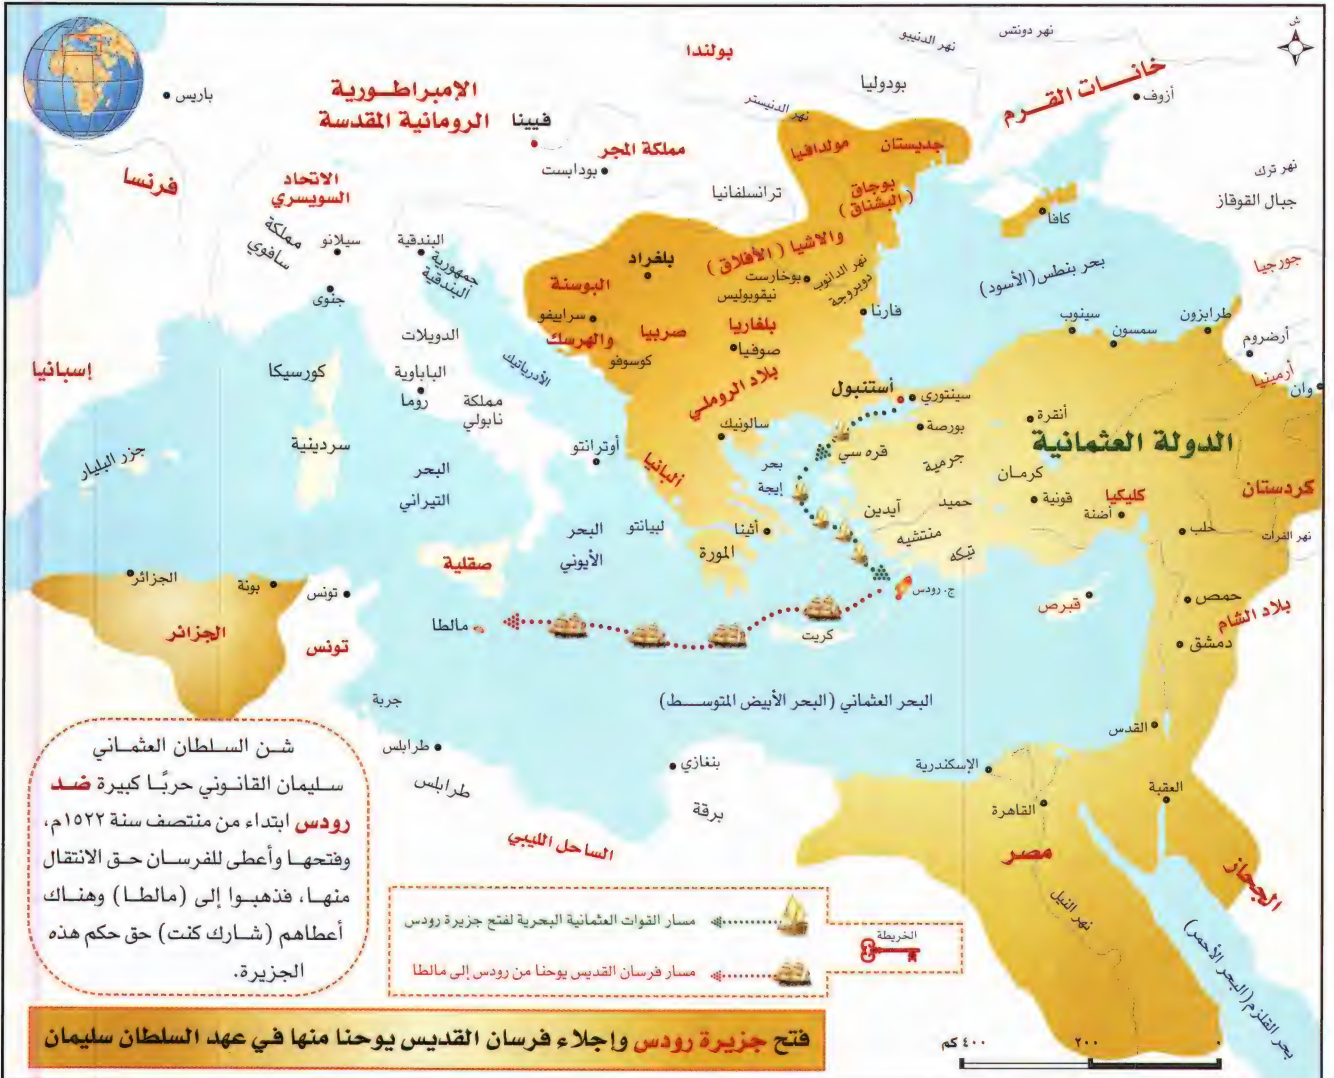 ش
نهر دونتس
نهر الدنيبو
بولندا
خانات القرم
بودوليا
أزوف
باريس
الإمبراطورية
الرومانية المقدسة
فيينا
نهر الدنيستر
جديستان
مولدافيا
مملكة المجر
بودابست
نهر ترك
جبال القوقاز
فرنسا
الاتحاد
السويسري
ترانسلفانيا
بوجاق
(البشناق)
كافا
مملكة
سافوي
سيلانو
البندقية
جمهورية
البندقية
والاشيا (الأفلاق)
بلغراد
نهر الدانوب
دوبروجة
بحر بنطس (الأسود)
جورجيا
جنوى
البوسنة
بوخارست
نيقوبوليس
سراييفو
والهرسك
صربيا
بلغاريا
فارنا
سينوب
سمسون
طرابزون
الدويلات
كوسوفو
صوفيا
أرضروم
إسبانيا
كورسيكا
البابوية
روما
الأدرياتيك
بلاد الروملي
أستنبول
سينتوري
أرمينيا
وان
مملكة
نابولي
سالونيك
بورصة
أنقرة
الدولة العثمانية
جزر البليار
سردينية
أوترانتو
ألبانيا
بحر
إيجة
قره سي
جرمية
كرمان
كردستان
البحر
التيراني
حميد
قونية
كليكيا
أضنة
آيدين
البحر
الأيوني
ليبانتو
أثينا
منتشيه
حلب
نهر الفرات
المورة
تيكه
صقلية
الجزائر
بونة
تونس
ج. رودس
قبرص
حمص
بلاد الشام
الجزائر
تونس
مالطا
كريت
دمشق
جربة
البحر العثماني (البحر الأبيض المتوسط)
القدس
طرابلس
طرابلس
بنغازي
برقة
الإسكندرية
القاهرة
العقبة
الساحل الليبي
مصر
الحجاز
نهر النيل
بحر القلزم (البحر الأحمر)
شن السلطان العثماني
سليمان القانوني حربًا كبيرة ضد
رودس ابتداء من منتصف سنة ١٥٢٢م،
وفتحها وأعطى للفرسان حق الانتقال
منها، فذهبوا إلى (مالطا) وهناك
أعطاهم (شارك كنت) حق حكم هذه
الجزيرة.
الخريطة
مسار القوات العثمانية البحرية لفتح جزيرة رودس
مسار فرسان القديس يوحنا من رودس إلى مالطا
فتح جزيرة رودس وإجلاء فرسان القديس يوحنا منها في عهد السلطان سليمان
٤٠٠ كم
٢٠٠
٠